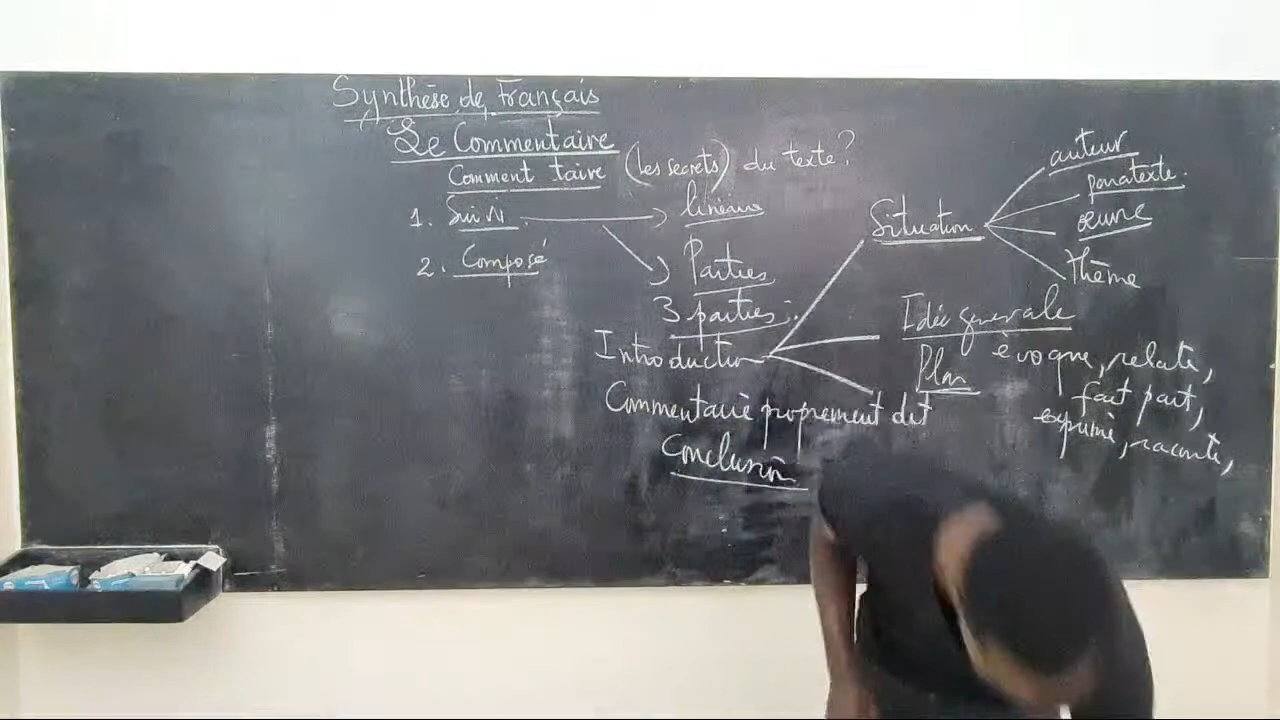 Synthèse de Français
Le Commentaire
Comment taire (les secrets) du texte?
1. Suivi
linéaire
2. Composé
Parties
3 parties:
Introduction
Situation
auteur
paratexte.
œuvre
thème
Idée generale
Plan
évoque, relate,
fait part,
exprime, raconte,
Commentaire proprement dit
Conclusion